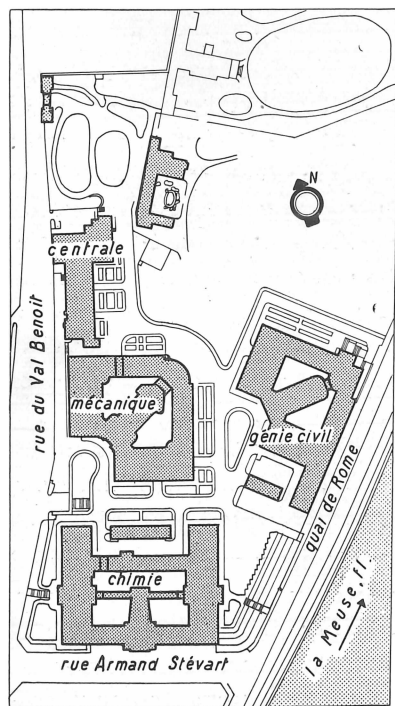 N
centrale
rue du Val Benoit
mécanique
génie civil
quai de Rome
chimie
la Meuse, fl.
rue Armand Stévart